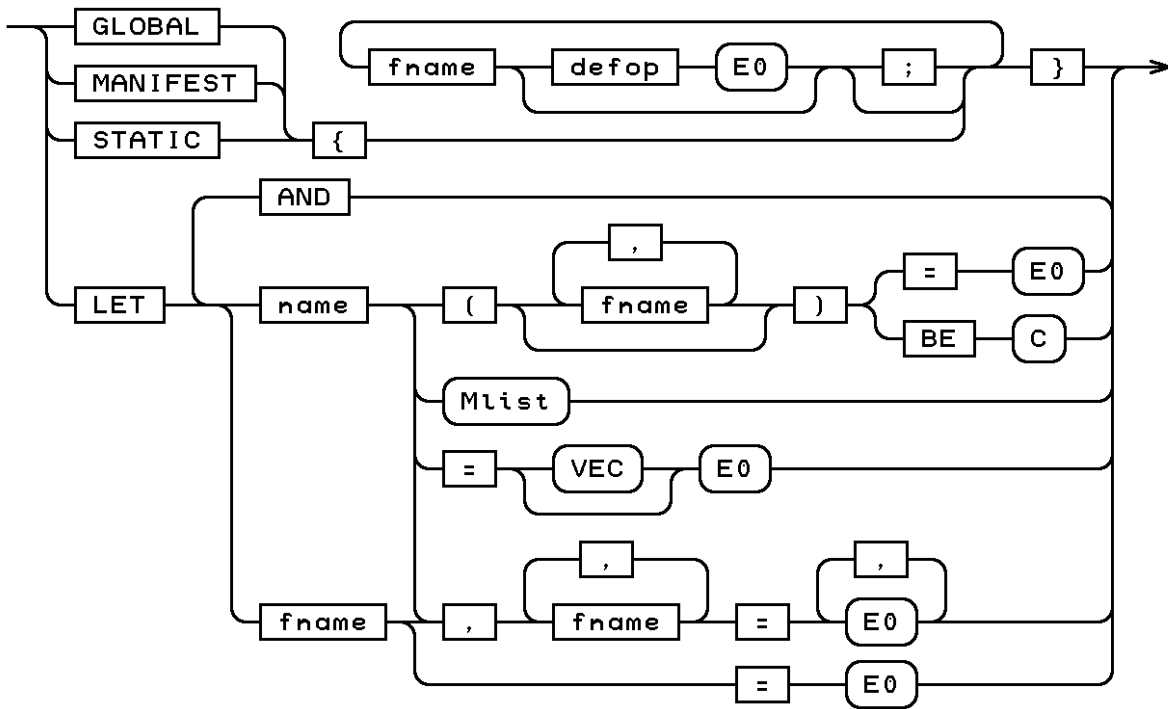 GLOBAL
fname defop E0 ; }
MANIFEST
STATIC {
AND
,
= E0
LET name ( fname )
BE C
Mlist
= VEC E0
, ,
fname , fname = E0
= E0